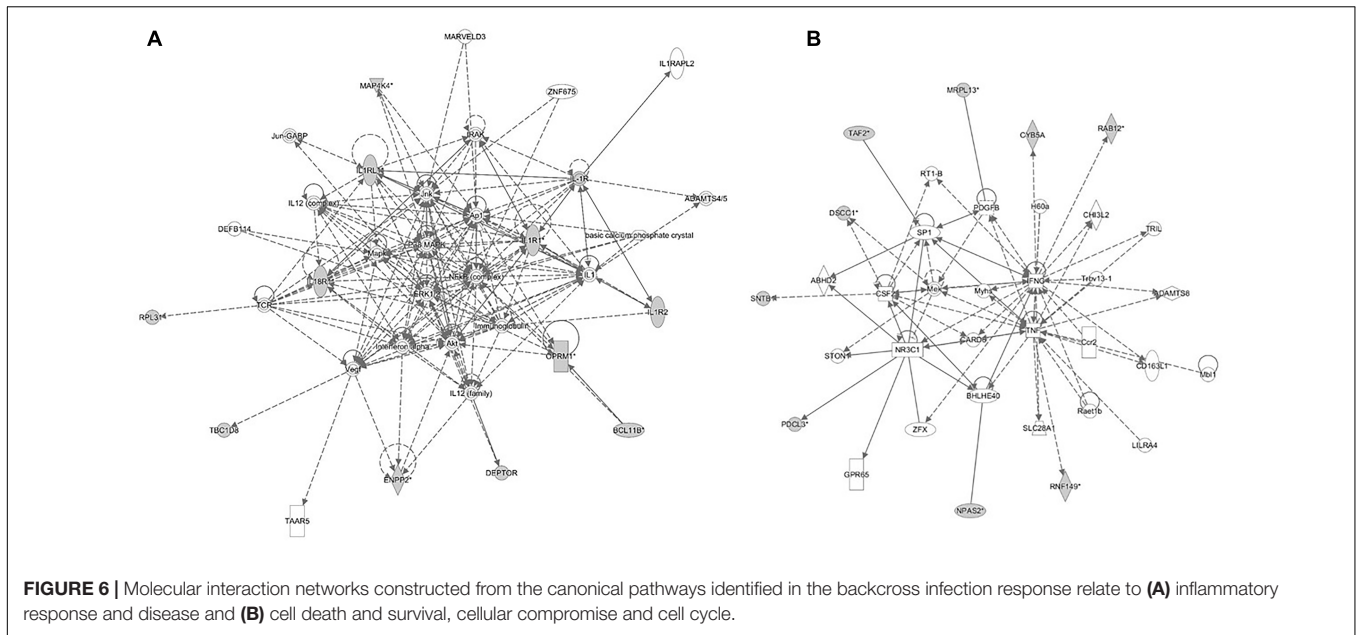 A
B
MARVELD3
IL1RAPL2
MAP4K4*
ZNF675
MRPL13*
TAF2*
CYB5A
RAB12*
Jun-GABP
IRAK
IL1RL1*
IL-1R
RT1-B
ADAMTS4/5
Jnk
IL12 (complex)
DSCC1*
PDGFB
H60a
CHI3L2
Ap1
SP1
TRIL
DEFB114
IL1R1*
basic calcium phosphate crystal
P38 MAPK
Mapk
NFkB (complex)
IL1
ABHD2
IFNG
Trbv13-1
IL18R1*
ERK1/2
CSF2
Mek
Myh
ADAMTS6
TCR
SNTB1
RPL31*
Immunoglobulin
IL1R2
TNF
Akt
Interferon alpha
CARD9
Ccr2
OPRM1*
STON1
NR3C1
Vegf
CD163L1
Mbl1
IL12 (family)
BHLHE40
Raet1b
TBC1D8
BCL11B*
PDCL3*
ZFX
SLC28A1
LILRA4
ENPP2*
DEPTOR
GPR65
RNF149*
TAAR5
NPAS2*
FIGURE 6 | Molecular interaction networks constructed from the canonical pathways identified in the backcross infection response relate to (A) inflammatory
response and disease and (B) cell death and survival, cellular compromise and cell cycle.